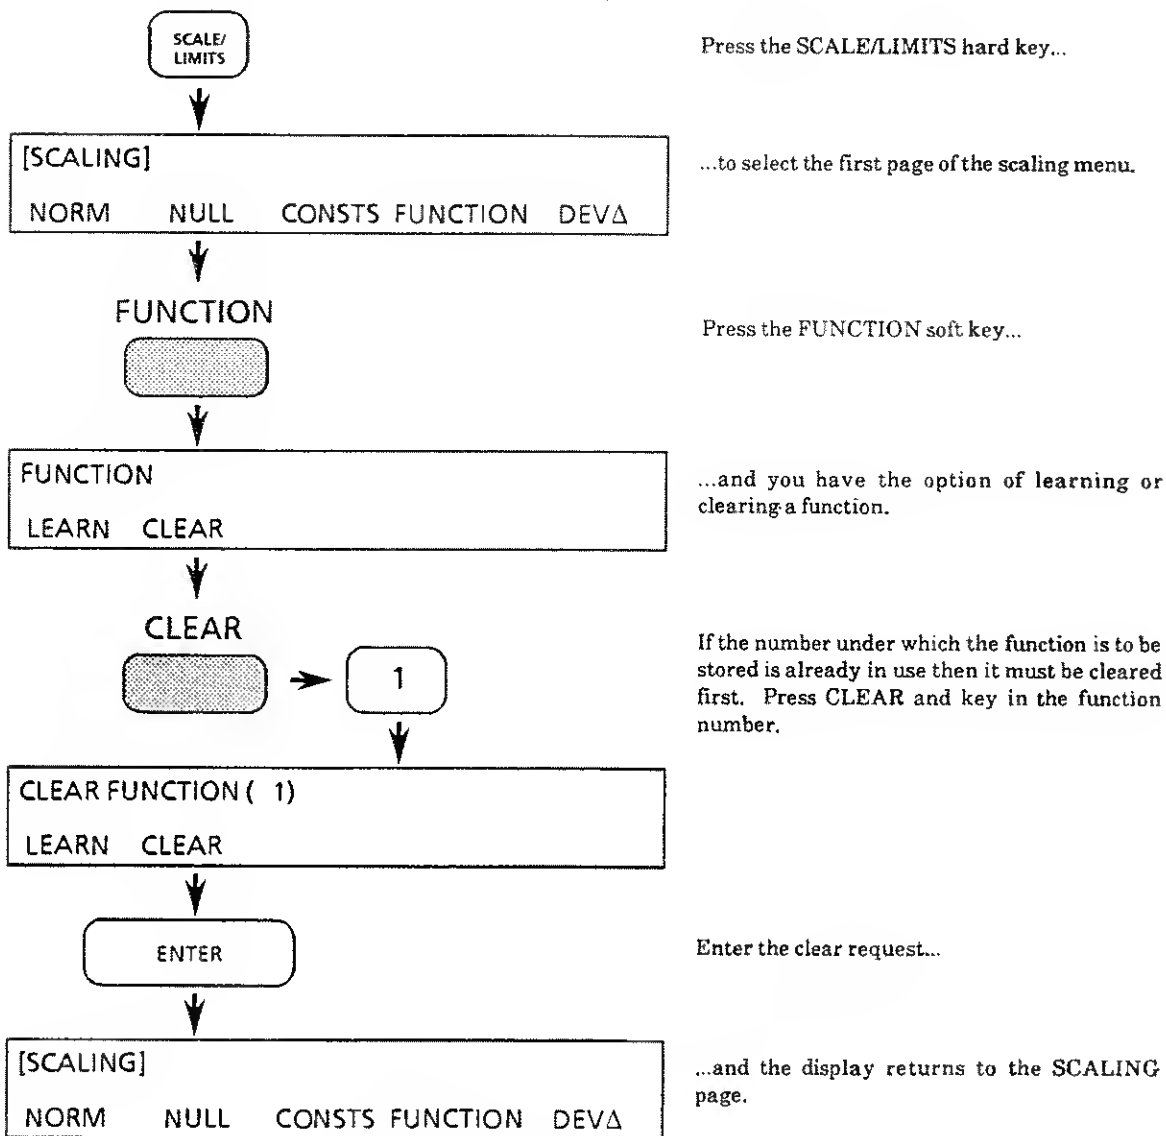 SCALE/
LIMITS
Press the SCALE/LIMITS hard key...
[SCALING]
NORM NULL CONSTS FUNCTION DEV∆
...to select the first page of the scaling menu.
FUNCTION
Press the FUNCTION soft key...
FUNCTION
LEARN CLEAR
...and you have the option of learning or
clearing a function.
CLEAR
1
If the number under which the function is to be
stored is already in use then it must be cleared
first. Press CLEAR and key in the function
number.
CLEAR FUNCTION ( 1)
LEARN CLEAR
ENTER
Enter the clear request...
[SCALING]
NORM NULL CONSTS FUNCTION DEV∆
...and the display returns to the SCALING
page.